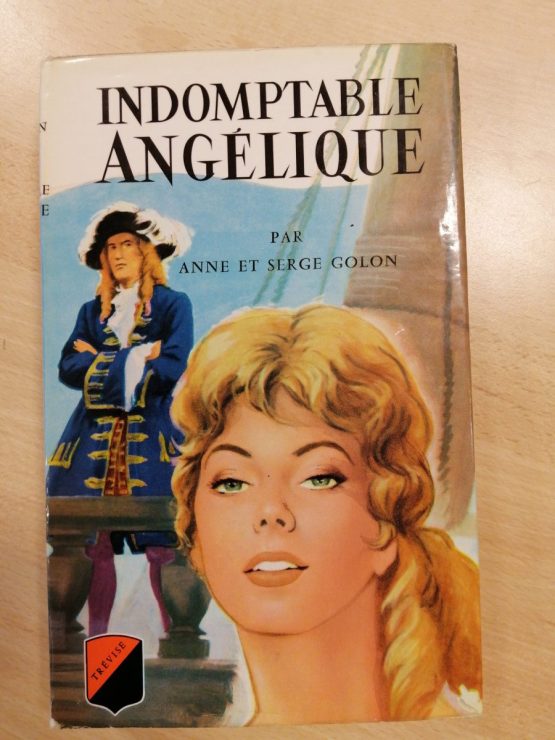 INDOMPTABLE
ANGÉLIQUE
PAR
ANNE ET SERGE GOLON
N
E
E
TRÉVISE